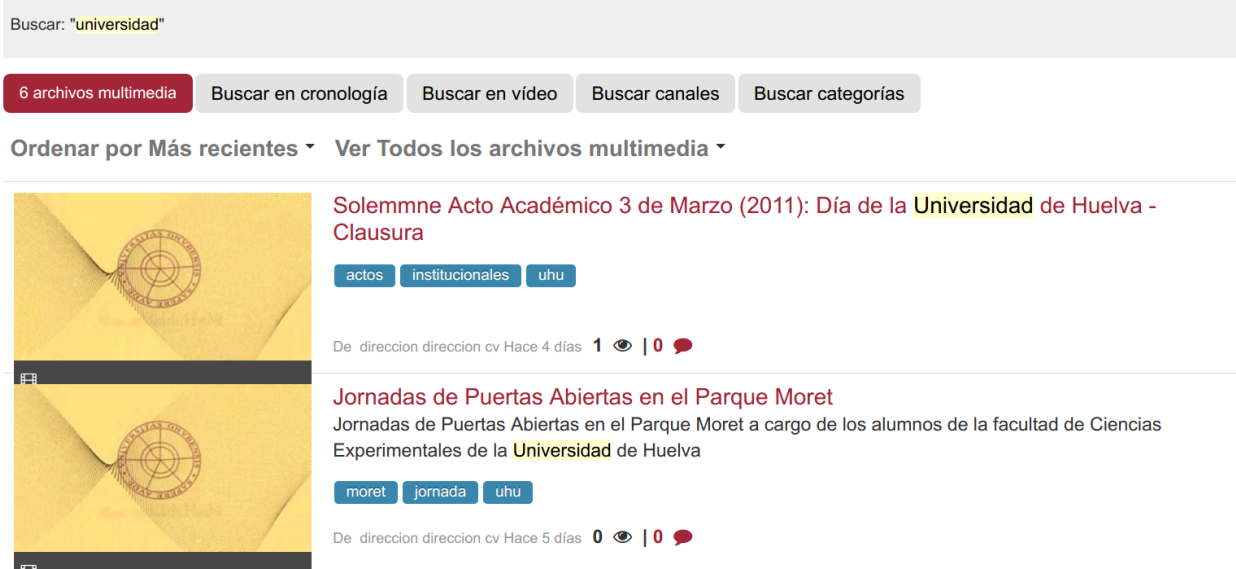 Buscar: "universidad"
6 archivos multimedia Buscar en cronología Buscar en vídeo Buscar canales Buscar categorías
Ordenar por Más recientes Ver Todos los archivos multimedia
Solemmne Acto Académico 3 de Marzo (2011): Día de la Universidad de Huelva -
Clausura
actos institucionales uhu
De direccion direccion cv Hace 4 días 1 | 0
Jornadas de Puertas Abiertas en el Parque Moret
Jornadas de Puertas Abiertas en el Parque Moret a cargo de los alumnos de la facultad de Ciencias
Experimentales de la Universidad de Huelva
moret jornada uhu
De direccion direccion cv Hace 5 días 0 | 0